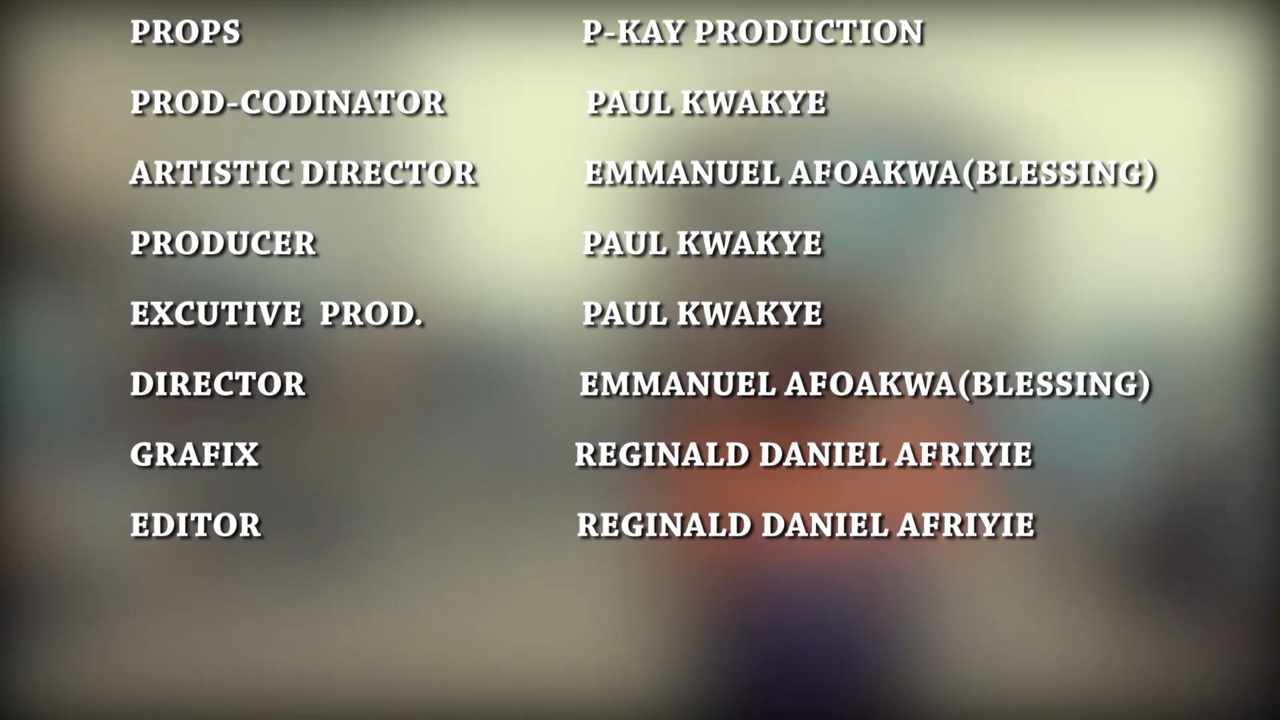 PROPS P-KAY PRODUCTION
PROD-CODINATOR PAUL KWAKYE
ARTISTIC DIRECTOR EMMANUEL AFOAKWA(BLESSING)
PRODUCER PAUL KWAKYE
EXCUTIVE PROD. PAUL KWAKYE
DIRECTOR EMMANUEL AFOAKWA(BLESSING)
GRAFIX REGINALD DANIEL AFRIYIE
EDITOR REGINALD DANIEL AFRIYIE